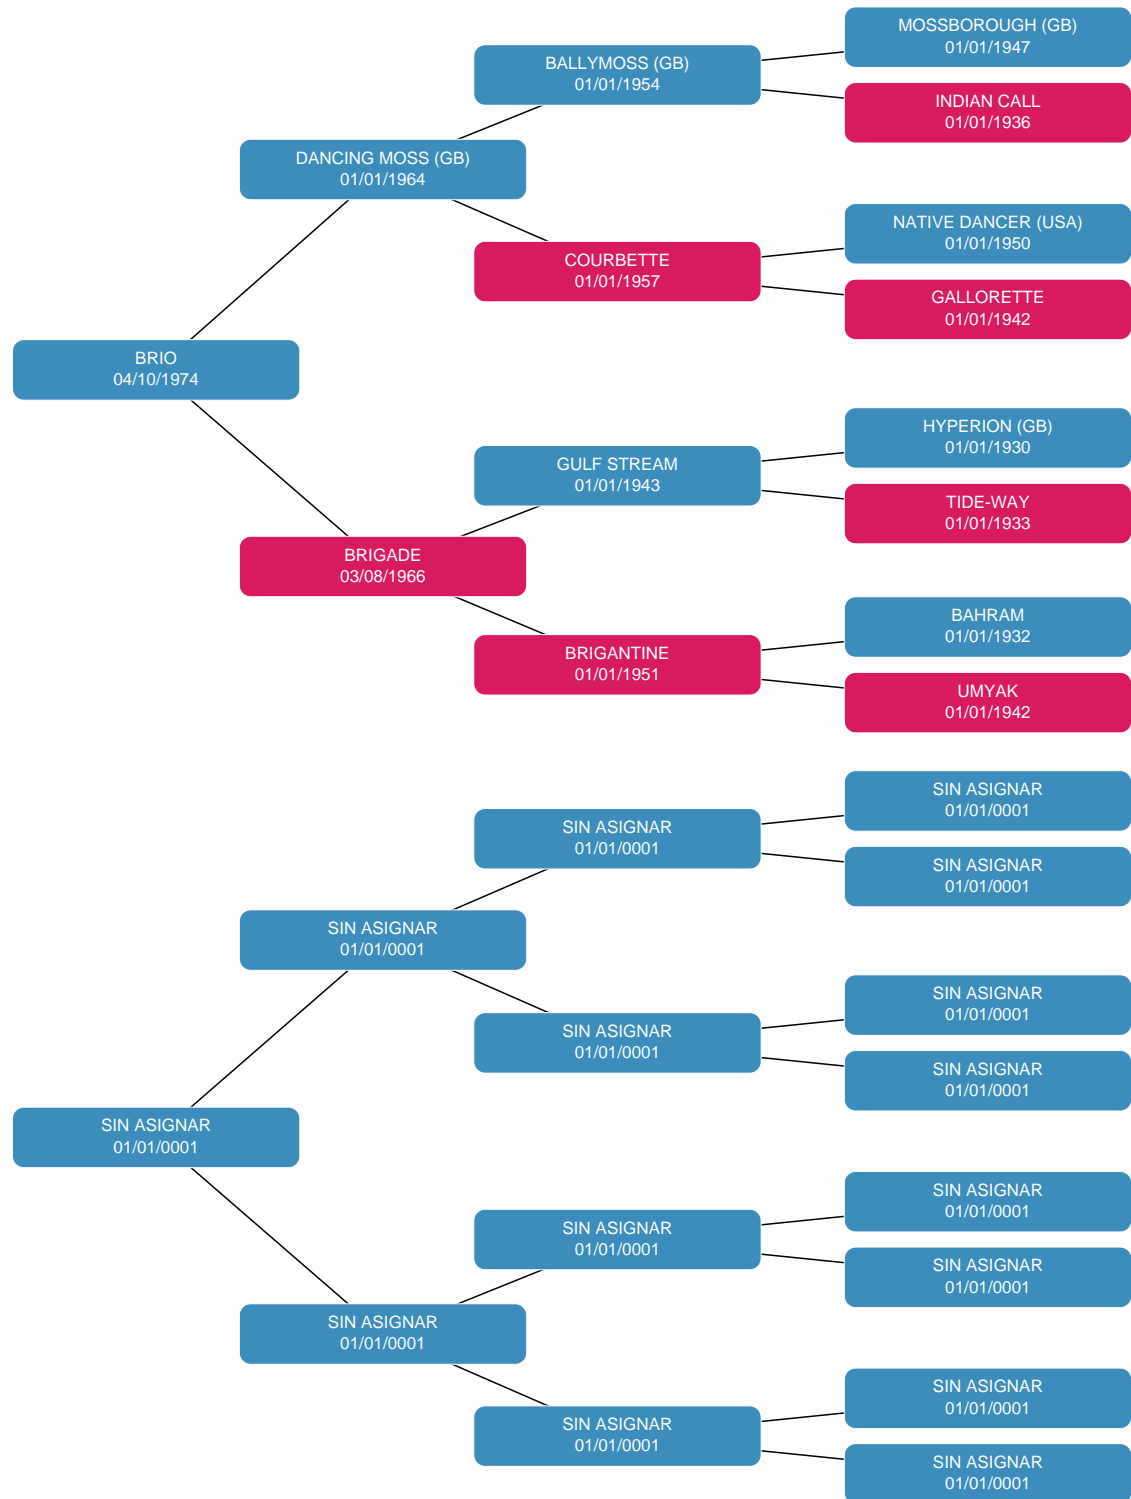 MOSSBOROUGH (GB)
01/01/1947
BALLYMOSS (GB)
01/01/1954
INDIAN CALL
01/01/1936
DANCING MOSS (GB)
01/01/1964
NATIVE DANCER (USA)
01/01/1950
COURBETTE
01/01/1957
GALLORETTE
01/01/1942
BRIO
04/10/1974
HYPERION (GB)
01/01/1930
GULF STREAM
01/01/1943
TIDE-WAY
01/01/1933
BRIGADE
03/08/1966
BAHRAM
01/01/1932
BRIGANTINE
01/01/1951
UMYAK
01/01/1942
SIN ASIGNAR
01/01/0001
SIN ASIGNAR
01/01/0001
SIN ASIGNAR
01/01/0001
SIN ASIGNAR
01/01/0001
SIN ASIGNAR
01/01/0001
SIN ASIGNAR
01/01/0001
SIN ASIGNAR
01/01/0001
SIN ASIGNAR
01/01/0001
SIN ASIGNAR
01/01/0001
SIN ASIGNAR
01/01/0001
SIN ASIGNAR
01/01/0001
SIN ASIGNAR
01/01/0001
SIN ASIGNAR
01/01/0001
SIN ASIGNAR
01/01/0001
SIN ASIGNAR
01/01/0001